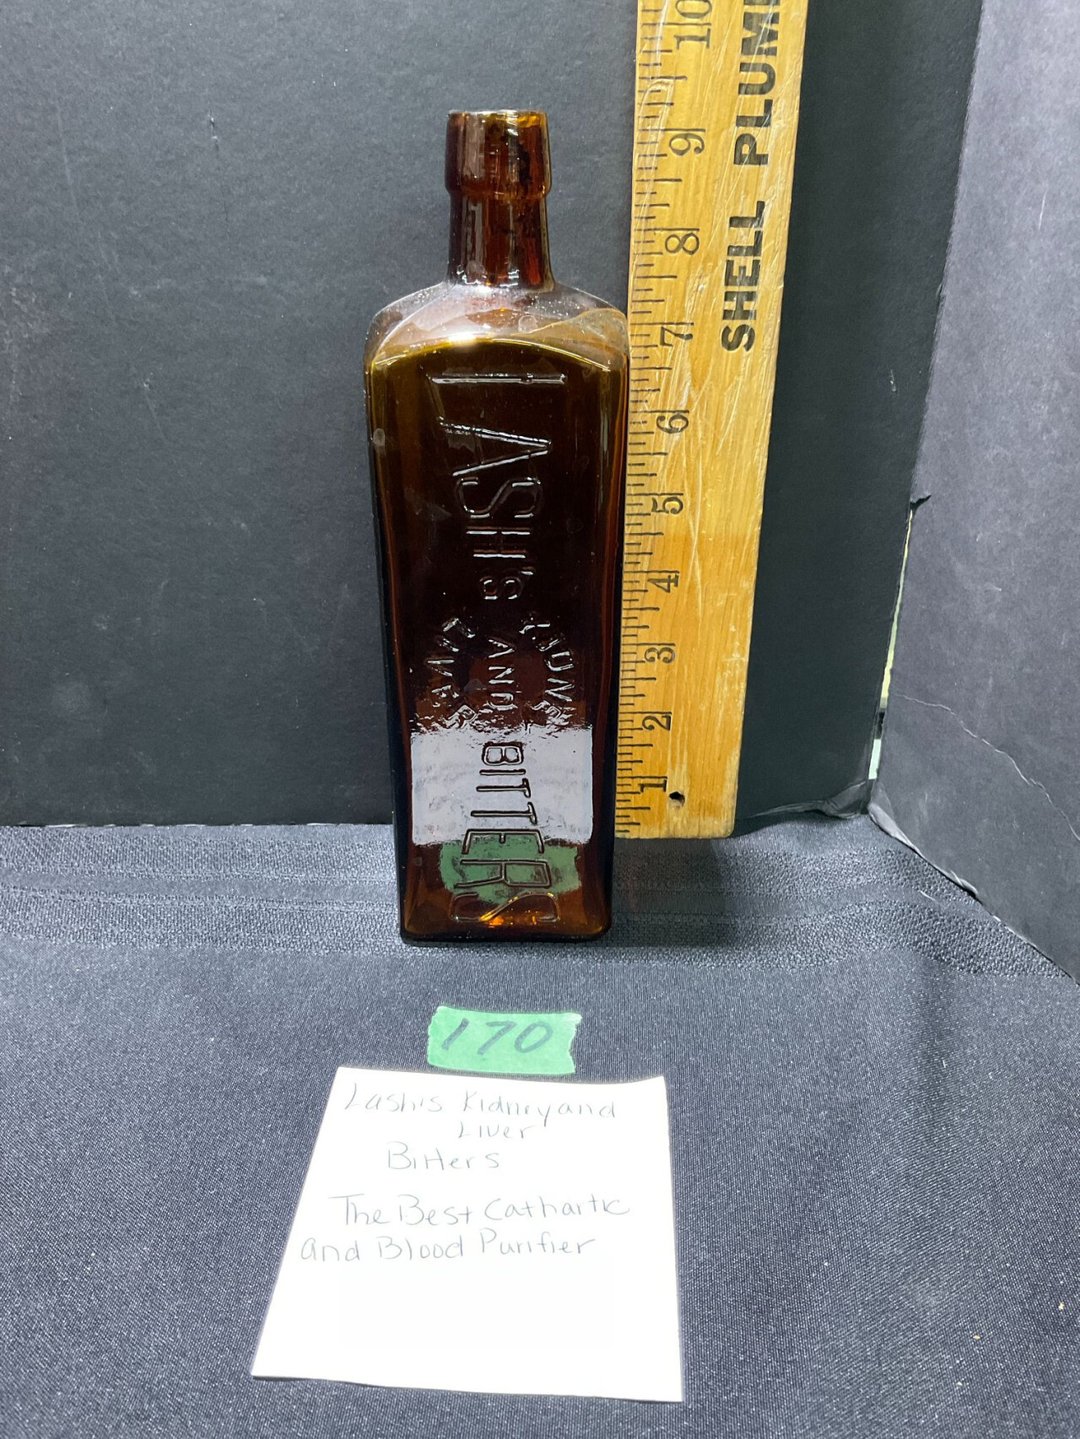 LASH'S
KIDNEY
AND
LIVER
BITTERS
10
9
8
7
6
5
4
3
2
1
SHELL PLUM
170
Lash's Kidney and
Liver
Bitters
The Best Cathartic
and Blood Purifier